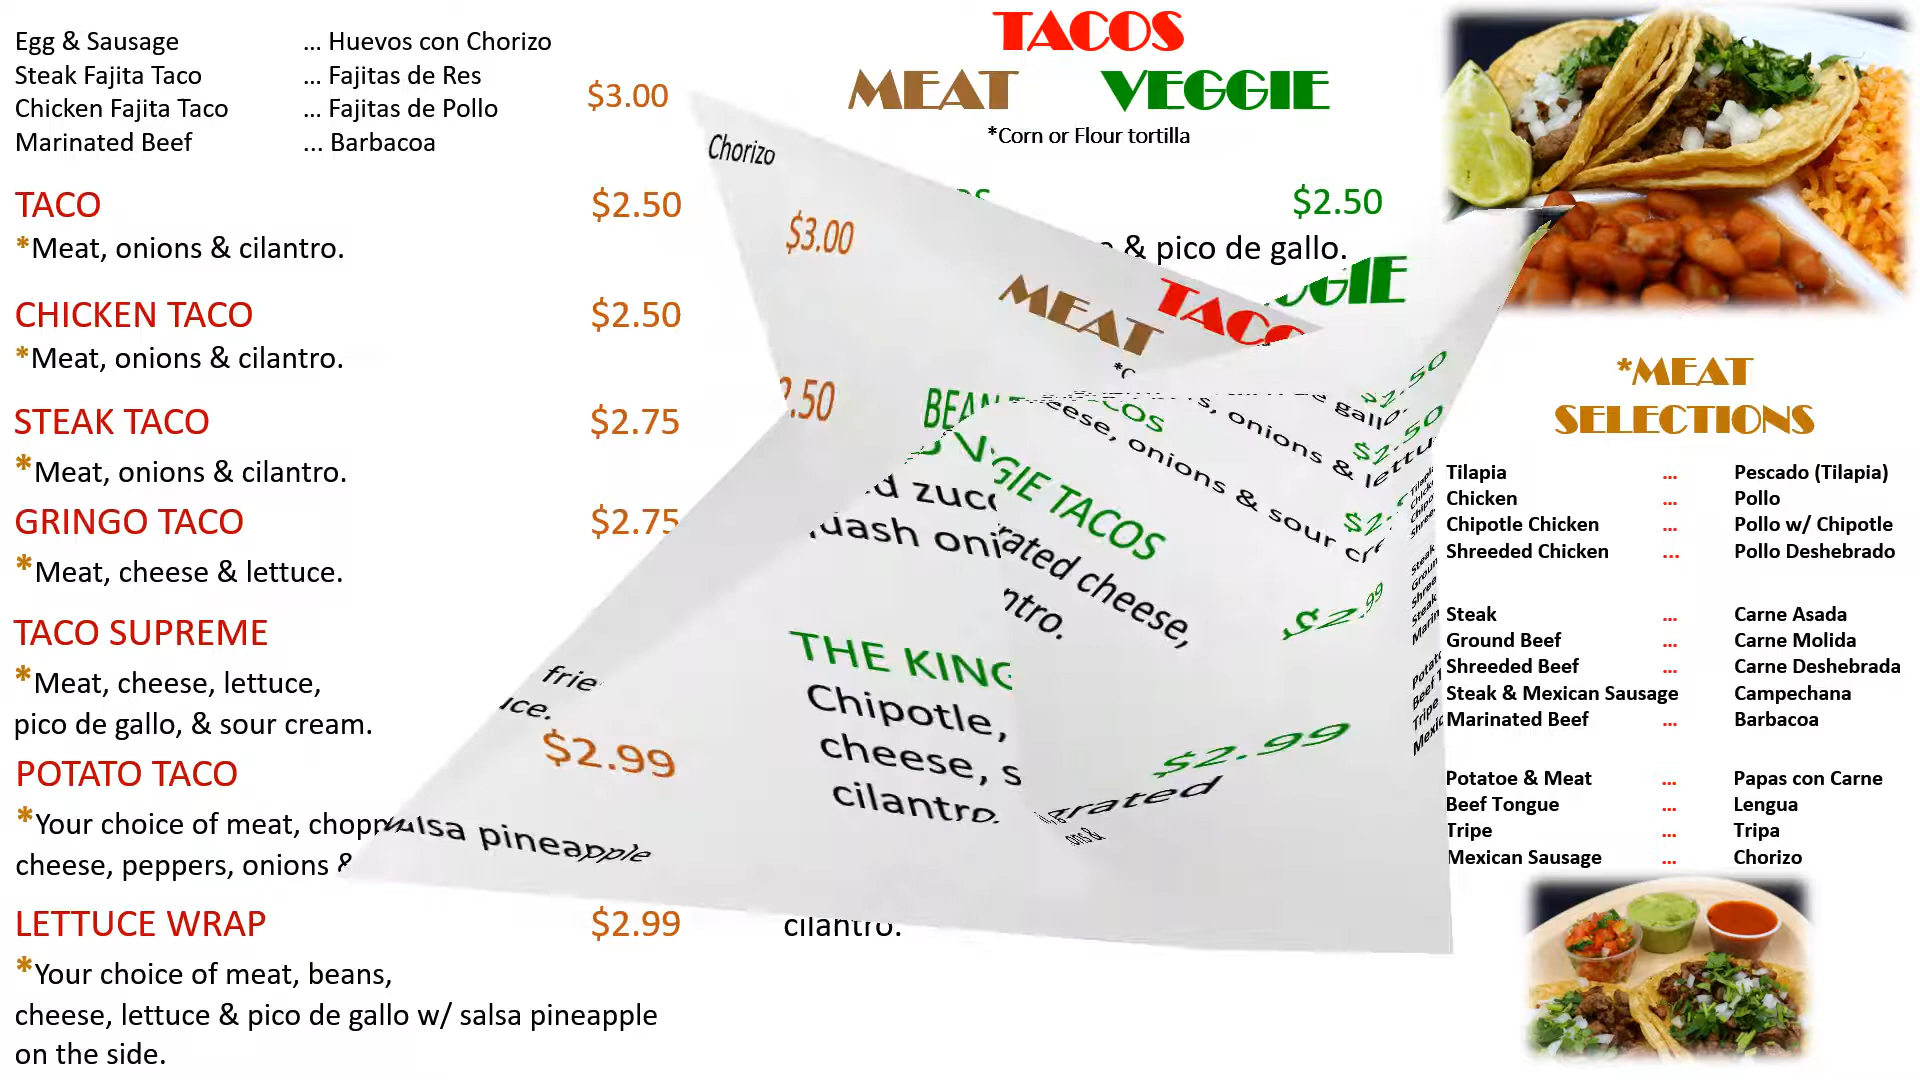 Egg & Sausage ... Huevos con Chorizo
Steak Fajita Taco ... Fajitas de Res
Chicken Fajita Taco ... Fajitas de Pollo
Marinated Beef ... Barbacoa
$3.00
TACO $2.50
*Meat, onions & cilantro.
CHICKEN TACO $2.50
*Meat, onions & cilantro.
STEAK TACO $2.75
*Meat, onions & cilantro.
GRINGO TACO $2.75
*Meat, cheese & lettuce.
TACO SUPREME
*Meat, cheese, lettuce,
pico de gallo, & sour cream.
POTATO TACO
*Your choice of meat,
cheese, peppers, onions &
LETTUCE WRAP $2.99
*Your choice of meat, beans,
cheese, lettuce & pico de gallo w/ salsa pineapple
on the side.
TACOS
MEAT VEGGIE
*Corn or Flour tortilla
$2.50
& pico de gallo.
cilantro.
Chorizo
$3.00
MEAT
.50
GIE TACOS
cheese,
THE KING
Chipotle,
cheese, s
cilantro.
$2.99
salsa pineapple
onions &
onions & sour
$2.50
$2.50
$2.99
$2.99
grated
*MEAT
SELECTIONS
Tilapia ... Pescado (Tilapia)
Chicken ... Pollo
Chipotle Chicken ... Pollo w/ Chipotle
Shreeded Chicken ... Pollo Deshebrado
Steak ... Carne Asada
Ground Beef ... Carne Molida
Shreeded Beef ... Carne Deshebrada
Steak & Mexican Sausage Campechana
Marinated Beef ... Barbacoa
Potatoe & Meat ... Papas con Carne
Beef Tongue ... Lengua
Tripe ... Tripa
Mexican Sausage ... Chorizo